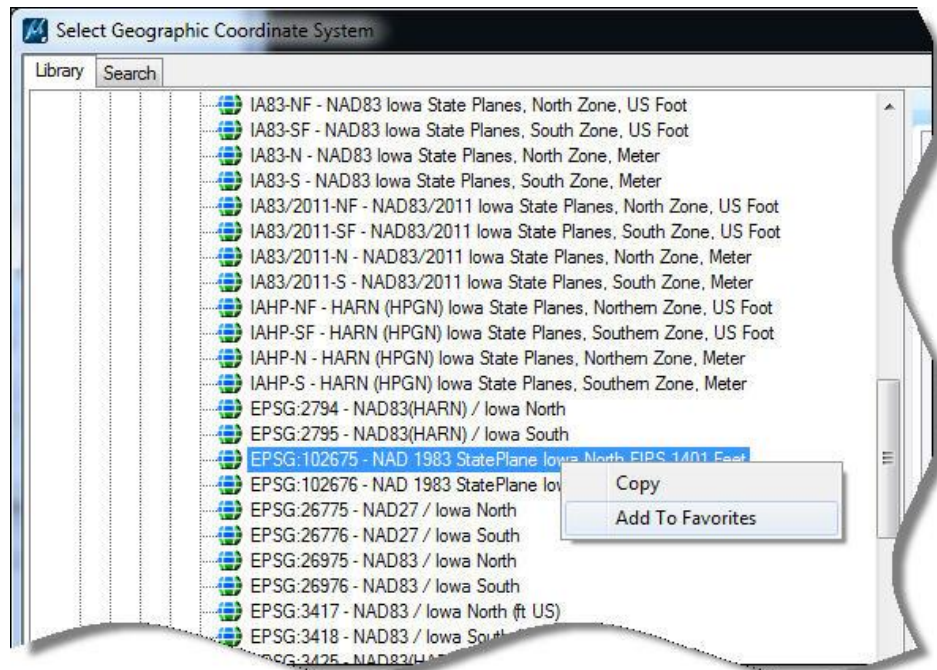 Select Geographic Coordinate System
Library Search
IA83-NF - NAD83 Iowa State Planes, North Zone, US Foot
IA83-SF - NAD83 Iowa State Planes, South Zone, US Foot
IA83-N - NAD83 Iowa State Planes, North Zone, Meter
IA83-S - NAD83 Iowa State Planes, South Zone, Meter
IA83/2011-NF - NAD83/2011 Iowa State Planes, North Zone, US Foot
IA83/2011-SF - NAD83/2011 Iowa State Planes, South Zone, US Foot
IA83/2011-N - NAD83/2011 Iowa State Planes, North Zone, Meter
IA83/2011-S - NAD83/2011 Iowa State Planes, South Zone, Meter
IAHP-NF - HARN (HPGN) Iowa State Planes, Northern Zone, US Foot
IAHP-SF - HARN (HPGN) Iowa State Planes, Southern Zone, US Foot
IAHP-N - HARN (HPGN) Iowa State Planes, Northern Zone, Meter
IAHP-S - HARN (HPGN) Iowa State Planes, Southern Zone, Meter
EPSG:2794 - NAD83(HARN) / Iowa North
EPSG:2795 - NAD83(HARN) / Iowa South
EPSG:102675 - NAD 1983 StatePlane Iowa North FIPS 1401 Feet
EPSG:102676 - NAD 1983 StatePlane
Copy
Add To Favorites
EPSG:26775 - NAD27 / Iowa North
EPSG:26776 - NAD27 / Iowa South
EPSG:26975 - NAD83 / Iowa North
EPSG:26976 - NAD83 / Iowa South
EPSG:3417 - NAD83 / Iowa North (ft US)
EPSG:3418 - NAD83 / Iowa South
EPSG:3425 -